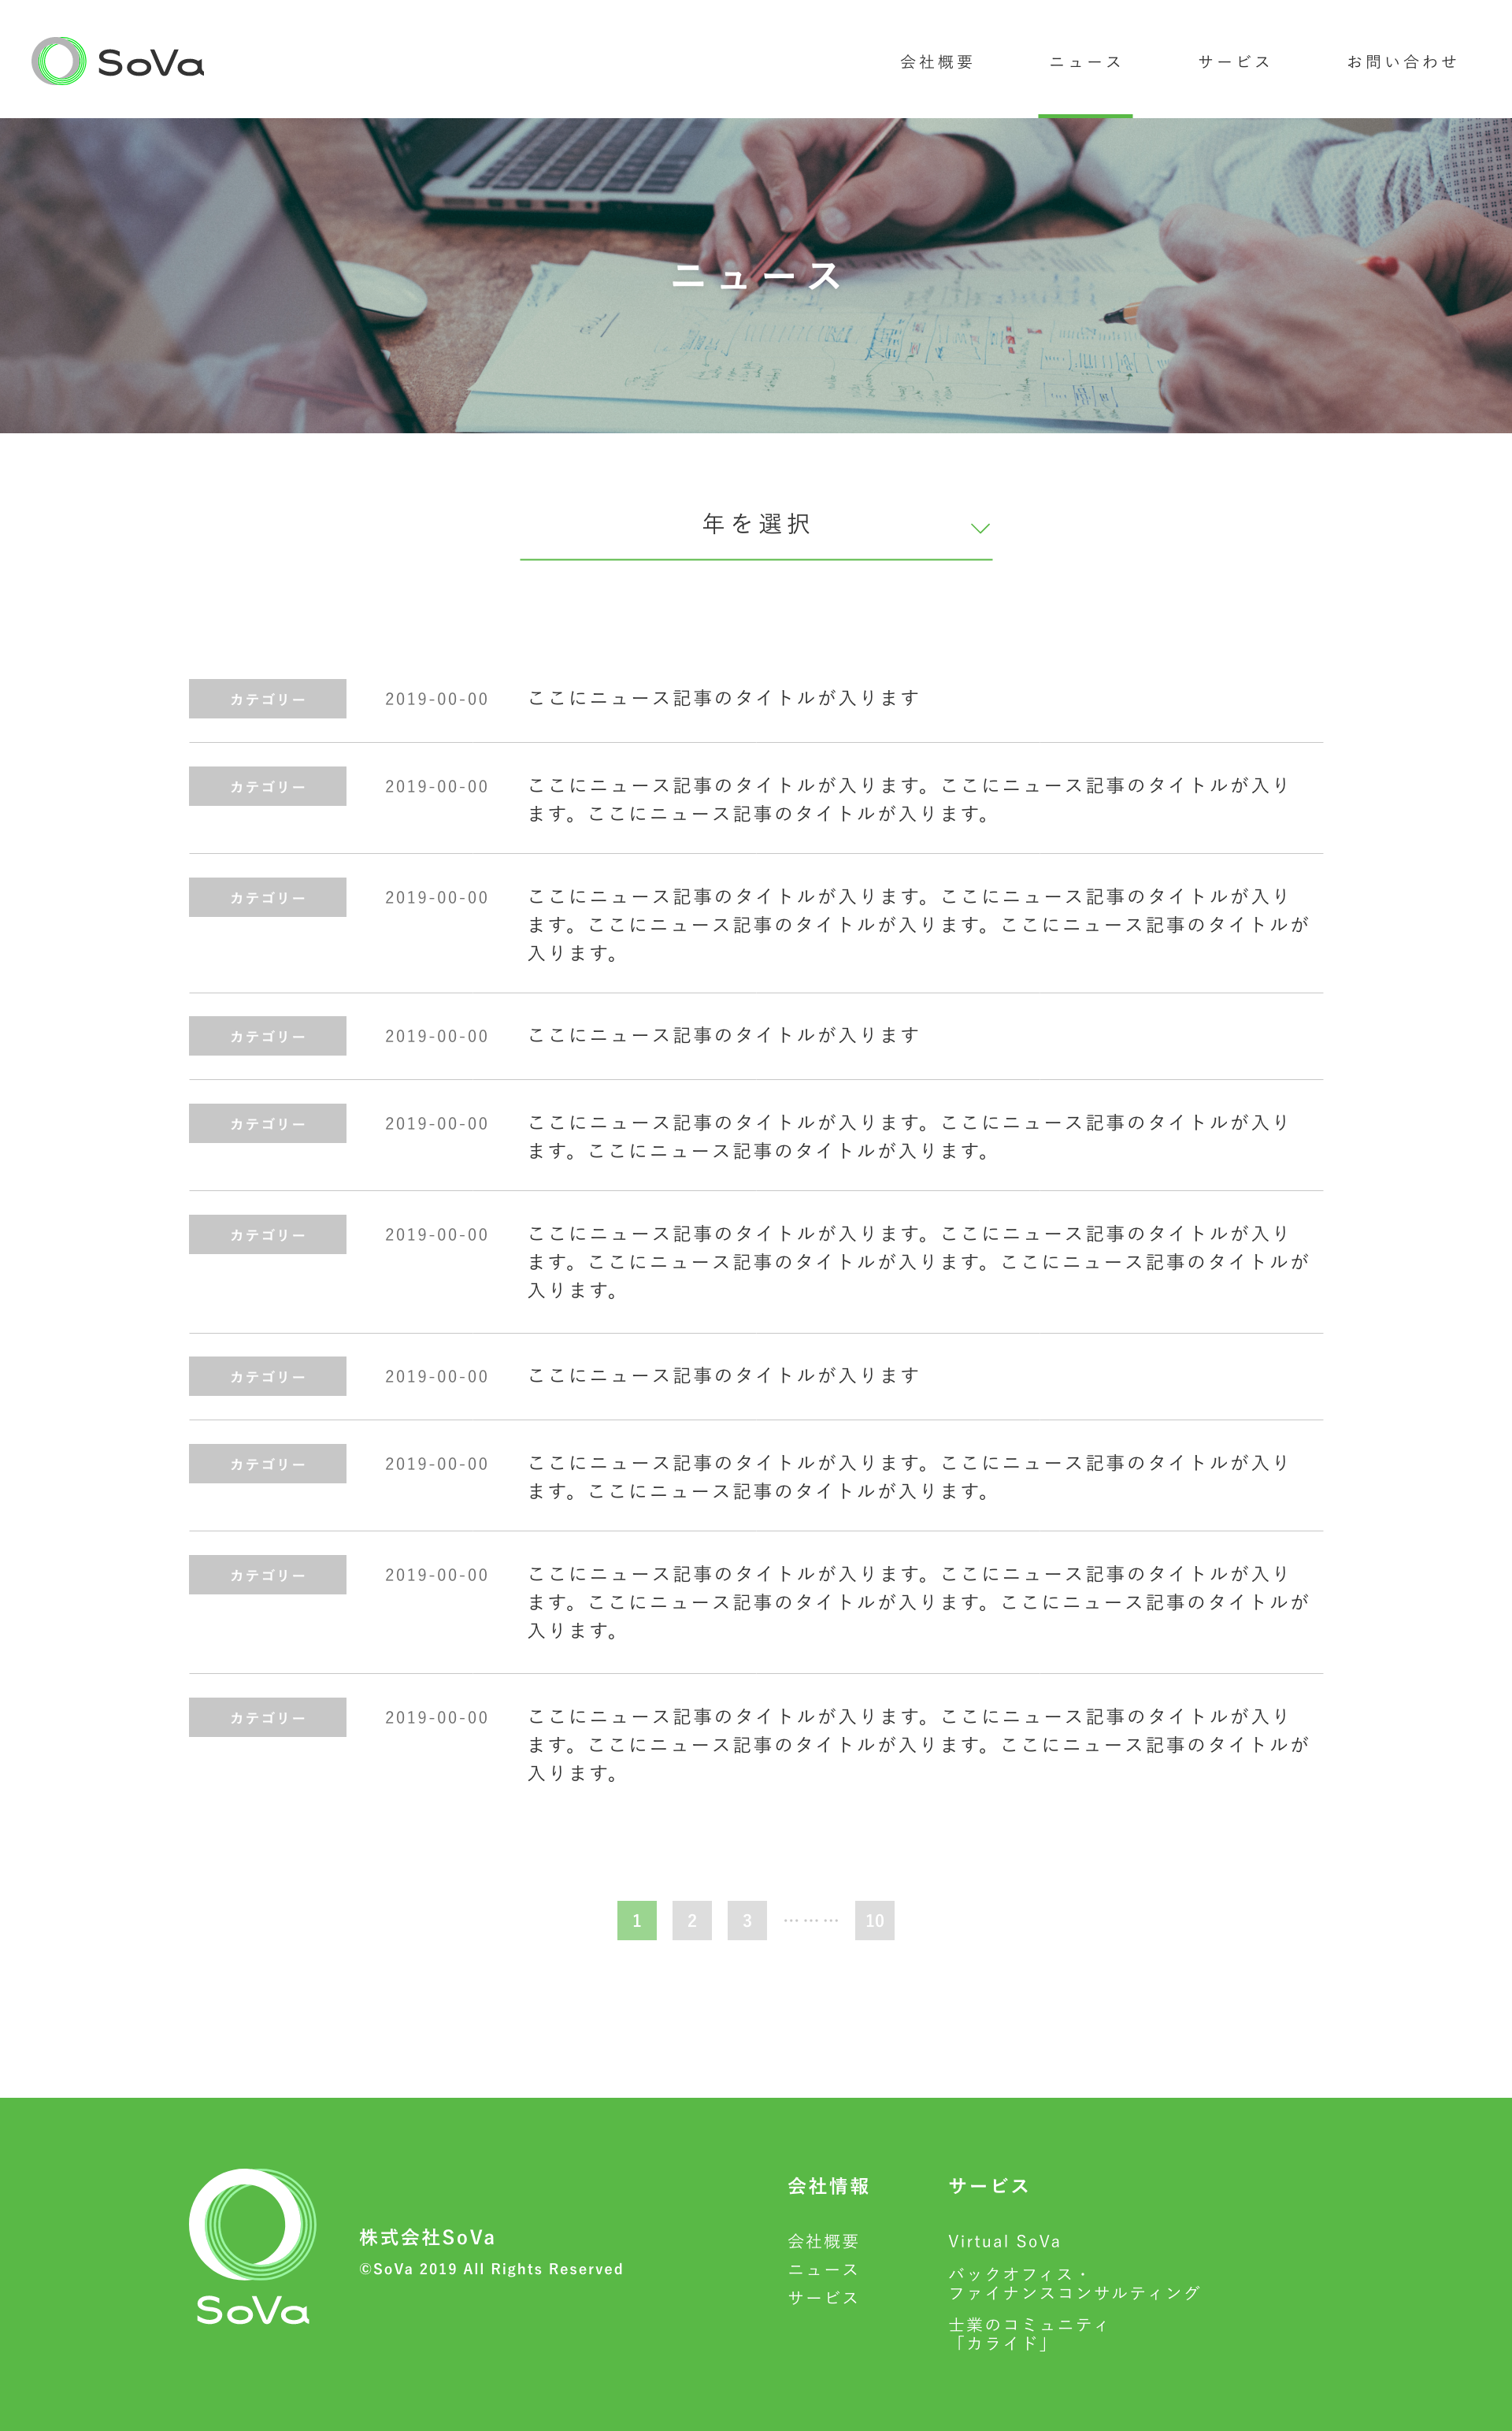 SoVa
会社概要 ニュース サービス お問い合わせ
ニュース
年を選択
カテゴリー 2019-00-00 ここにニュース記事のタイトルが入ります
カテゴリー 2019-00-00 ここにニュース記事のタイトルが入ります。ここにニュース記事のタイトルが入り
ます。ここにニュース記事のタイトルが入ります。
カテゴリー 2019-00-00 ここにニュース記事のタイトルが入ります。ここにニュース記事のタイトルが入り
ます。ここにニュース記事のタイトルが入ります。ここにニュース記事のタイトルが
入ります。
カテゴリー 2019-00-00 ここにニュース記事のタイトルが入ります
カテゴリー 2019-00-00 ここにニュース記事のタイトルが入ります。ここにニュース記事のタイトルが入り
ます。ここにニュース記事のタイトルが入ります。
カテゴリー 2019-00-00 ここにニュース記事のタイトルが入ります。ここにニュース記事のタイトルが入り
ます。ここにニュース記事のタイトルが入ります。ここにニュース記事のタイトルが
入ります。
カテゴリー 2019-00-00 ここにニュース記事のタイトルが入ります
カテゴリー 2019-00-00 ここにニュース記事のタイトルが入ります。ここにニュース記事のタイトルが入り
ます。ここにニュース記事のタイトルが入ります。
カテゴリー 2019-00-00 ここにニュース記事のタイトルが入ります。ここにニュース記事のタイトルが入り
ます。ここにニュース記事のタイトルが入ります。ここにニュース記事のタイトルが
入ります。
カテゴリー 2019-00-00 ここにニュース記事のタイトルが入ります。ここにニュース記事のタイトルが入り
ます。ここにニュース記事のタイトルが入ります。ここにニュース記事のタイトルが
入ります。
1 2 3 ……… 10
SoVa
株式会社SoVa
©SoVa 2019 All Rights Reserved
会社情報
会社概要
ニュース
サービス
サービス
Virtual SoVa
バックオフィス・
ファイナンスコンサルティング
士業のコミュニティ
「カライド」